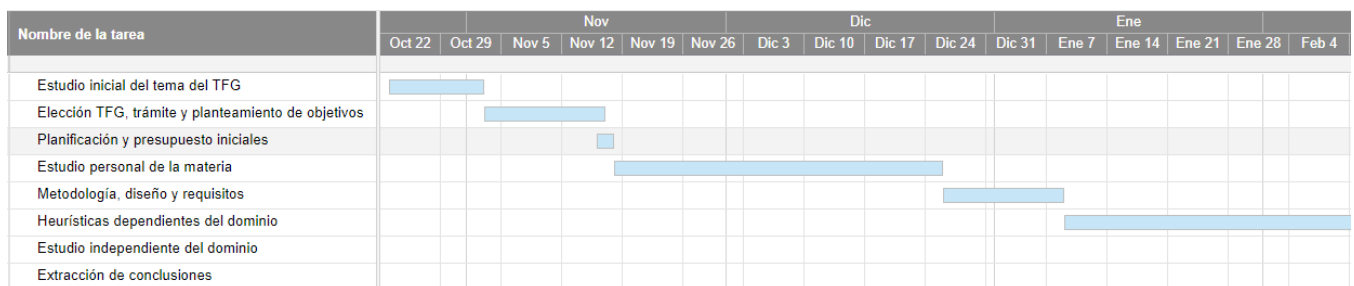 Nombre de la tarea
Nov Dic Ene
Oct 22 Oct 29 Nov 5 Nov 12 Nov 19 Nov 26 Dic 3 Dic 10 Dic 17 Dic 24 Dic 31 Ene 7 Ene 14 Ene 21 Ene 28 Feb 4
Estudio inicial del tema del TFG
Elección TFG, trámite y planteamiento de objetivos
Planificación y presupuesto iniciales
Estudio personal de la materia
Metodología, diseño y requisitos
Heurísticas dependientes del dominio
Estudio independiente del dominio
Extracción de conclusiones